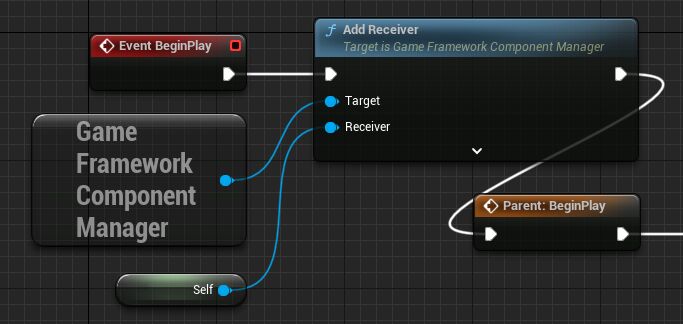 Event BeginPlay
Add Receiver
Target is Game Framework Component Manager
Target
Receiver
Game
Framework
Component
Manager
Parent: BeginPlay
Self